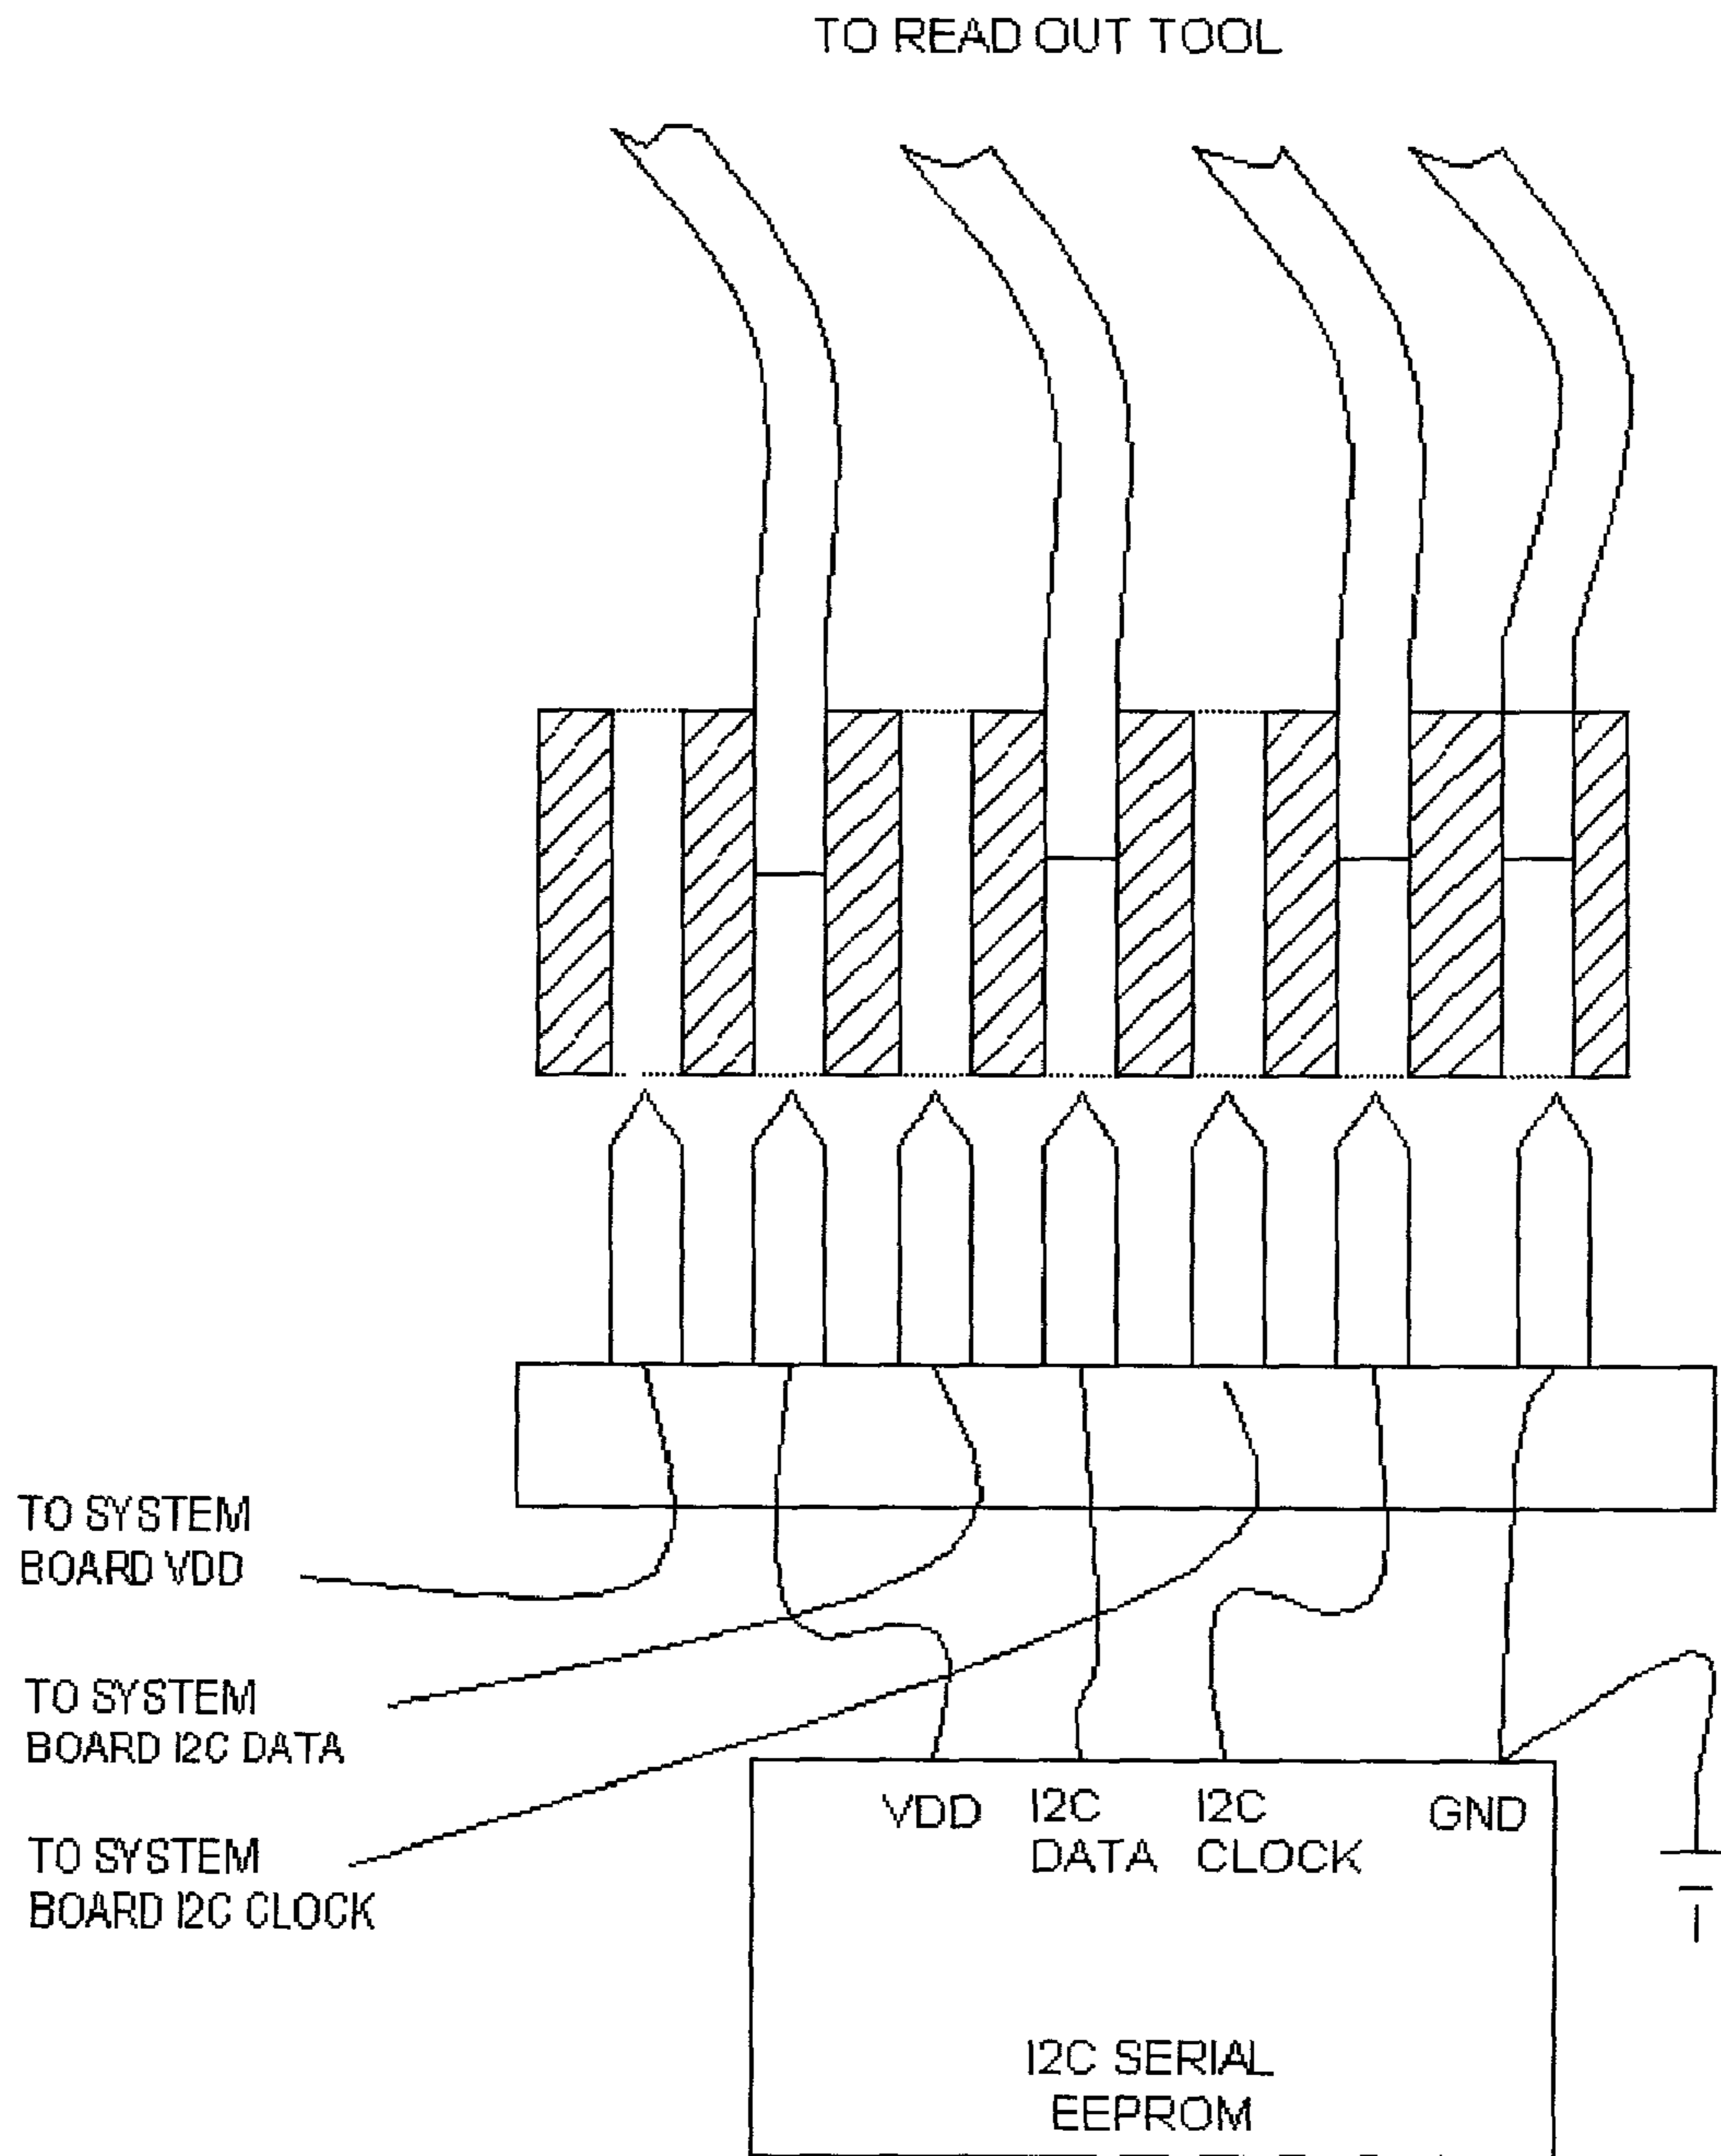 TO READ OUT TOOL
TO SYSTEM
BOARD VDD
TO SYSTEM
BOARD I2C DATA
TO SYSTEM
BOARD I2C CLOCK
VDD
I2C
DATA
I2C
CLOCK
GND
I2C SERIAL
EEPROM